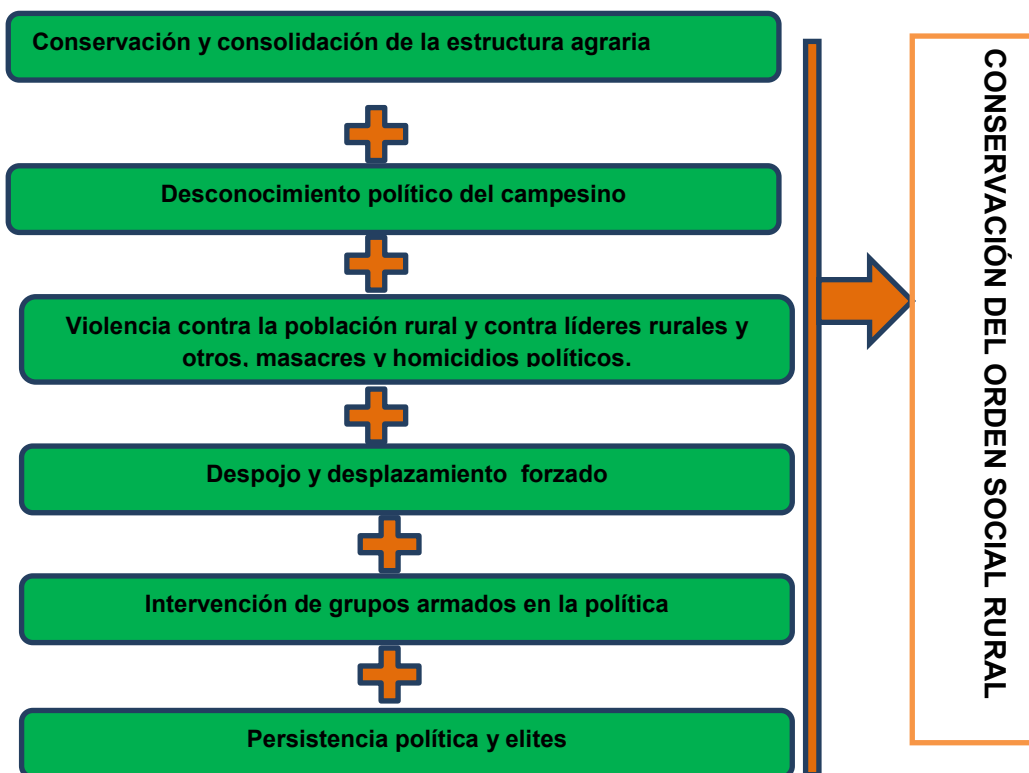 Conservación y consolidación de la estructura agraria
Desconocimiento político del campesino
Violencia contra la población rural y contra líderes rurales y
otros, masacres y homicidios políticos.
Despojo y desplazamiento forzado
Intervención de grupos armados en la política
Persistencia política y elites
CONSERVACIÓN DEL ORDEN SOCIAL RURAL